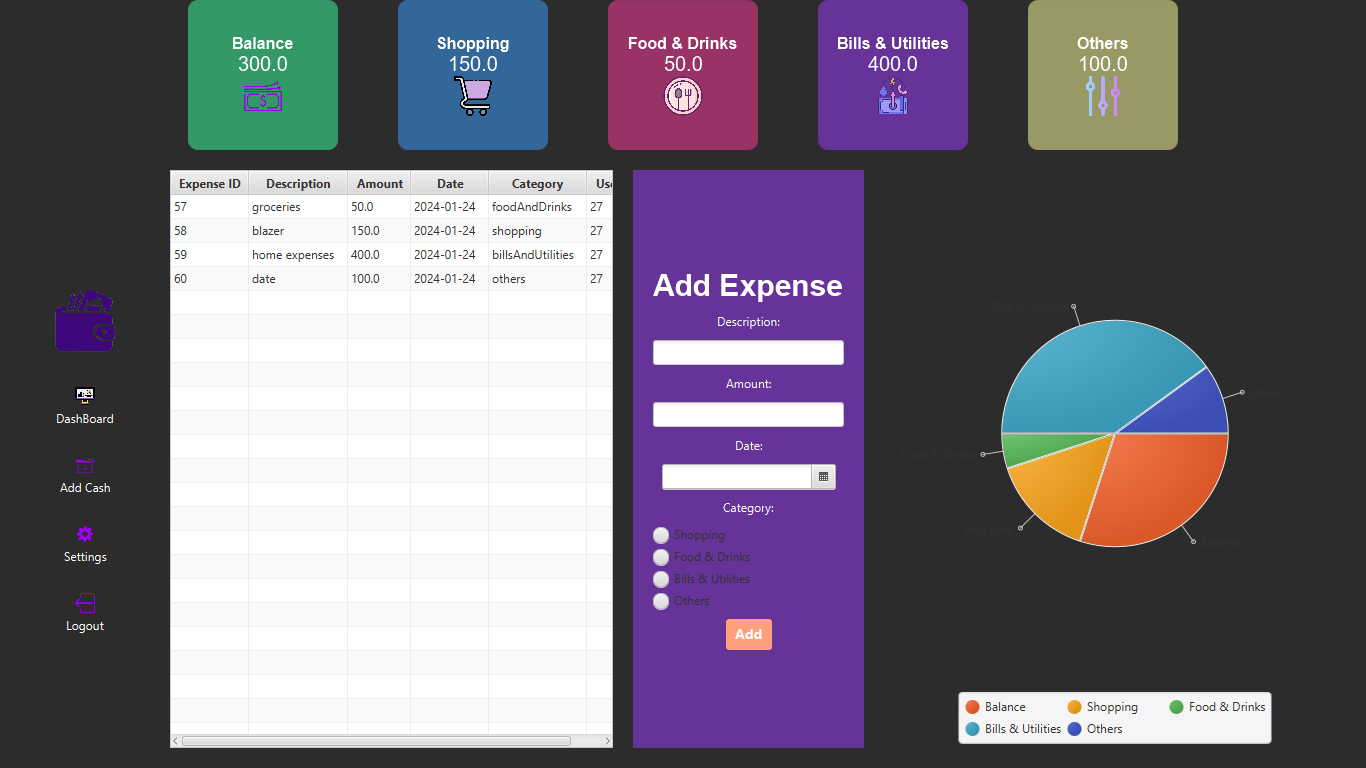 Balance
300.0
Shopping
150.0
Food & Drinks
50.0
Bills & Utilities
400.0
Others
100.0
Expense ID Description Amount Date Category Use
57 groceries 50.0 2024-01-24 foodAndDrinks 27
58 blazer 150.0 2024-01-24 shopping 27
59 home expenses 400.0 2024-01-24 billsAndUtilities 27
60 date 100.0 2024-01-24 others 27
DashBoard
Add Cash
Settings
Logout
Add Expense
Description:
Amount:
Date:
Category:
Shopping
Food & Drinks
Bills & Utilities
Others
Add
Bills & Utilities
Others
Food & Drinks
Shopping
Balance
Balance Shopping Food & Drinks
Bills & Utilities Others